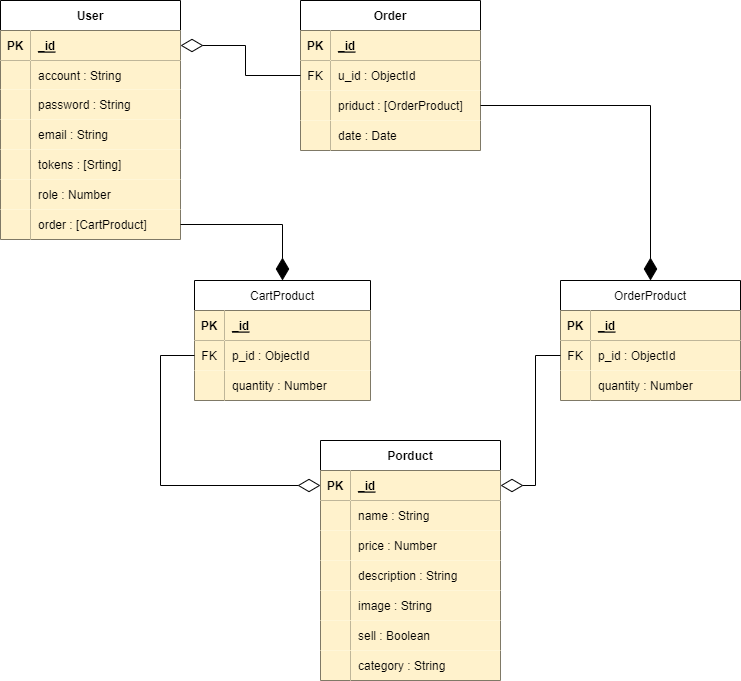 User
PK _id
account : String
password : String
email : String
tokens : [Srting]
role : Number
order : [CartProduct]
Order
PK _id
FK u_id : ObjectId
priduct : [OrderProduct]
date : Date
CartProduct
PK _id
FK p_id : ObjectId
quantity : Number
OrderProduct
PK _id
FK p_id : ObjectId
quantity : Number
Porduct
PK _id
name : String
price : Number
description : String
image : String
sell : Boolean
category : String